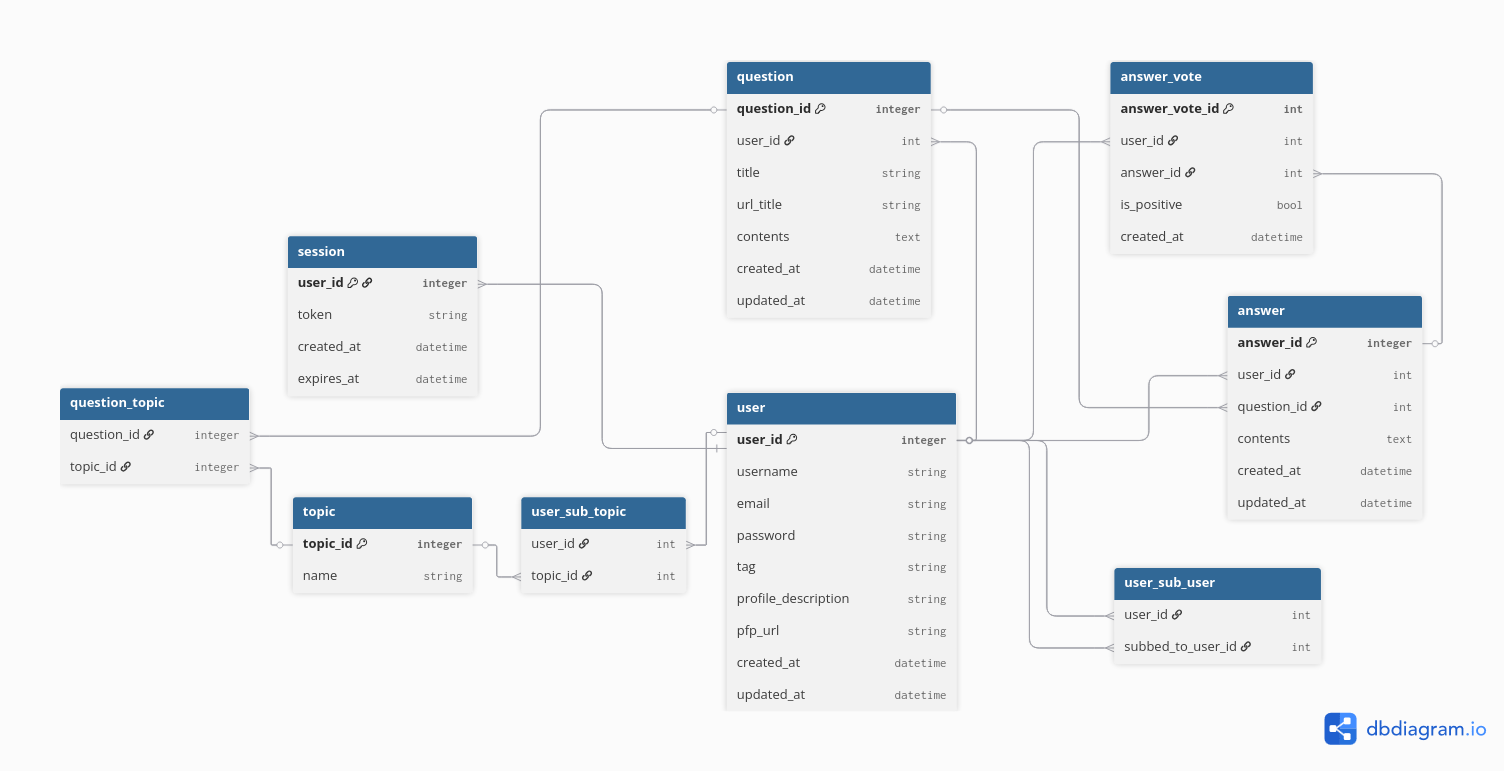 question
question_id integer
user_id int
title string
url_title string
contents text
created_at datetime
updated_at datetime
answer_vote
answer_vote_id int
user_id int
answer_id int
is_positive bool
created_at datetime
session
user_id integer
token string
created_at datetime
expires_at datetime
answer
answer_id integer
user_id int
question_id int
contents text
created_at datetime
updated_at datetime
question_topic
question_id integer
topic_id integer
user
user_id integer
username string
email string
password string
tag string
profile_description string
pfp_url string
created_at datetime
updated_at datetime
topic
topic_id integer
name string
user_sub_topic
user_id int
topic_id int
user_sub_user
user_id int
subbed_to_user_id int
dbdiagram.io